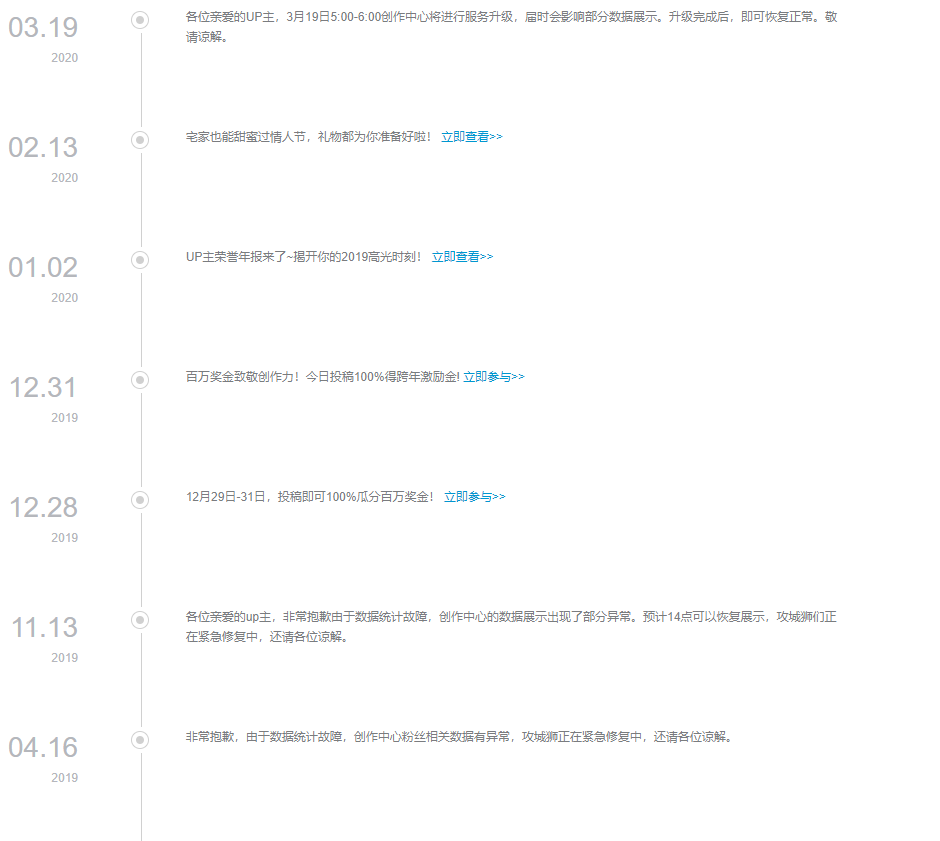 03.19
2020
各位亲爱的UP主，3月19日5:00-6:00创作中心将进行服务升级，届时会影响部分数据展示。升级完成后，即可恢复正常。敬
请谅解。
02.13
2020
宅家也能甜蜜过情人节，礼物都为你准备好啦！ 立即查看>>
01.02
2020
UP主荣誉年报来了~揭开你的2019高光时刻！ 立即查看>>
12.31
2019
百万奖金致敬创作力！今日投稿100%得跨年激励金! 立即参与>>
12.28
2019
12月29日-31日，投稿即可100%瓜分百万奖金！ 立即参与>>
11.13
2019
各位亲爱的up主，非常抱歉由于数据统计故障，创作中心的数据展示出现了部分异常。预计14点可以恢复展示，攻城狮们正
在紧急修复中，还请各位谅解。
04.16
2019
非常抱歉，由于数据统计故障，创作中心粉丝相关数据有异常，攻城狮正在紧急修复中，还请各位谅解。